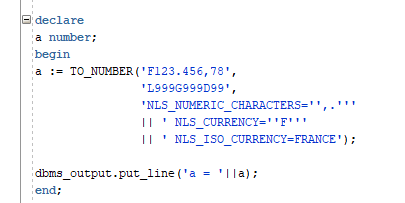 declare
a number;
begin
a := TO_NUMBER('F123.456,78',
'L999G999D99',
'NLS_NUMERIC_CHARACTERS='',.'''
|| ' NLS_CURRENCY=''F'''
|| ' NLS_ISO_CURRENCY=FRANCE');
dbms_output.put_line('a = '||a);
end;